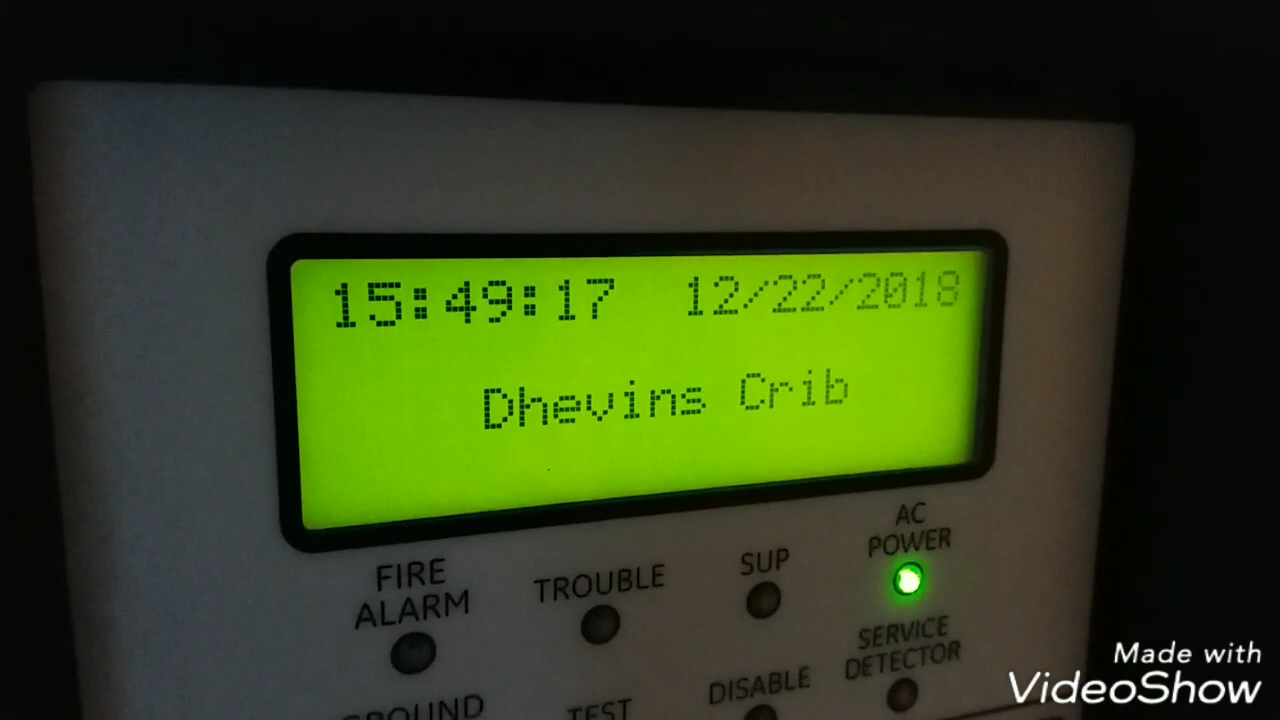 15:49:17 12/22/2018
Dhevins Crib
AC
POWER
FIRE
ALARM
TROUBLE
SUP
SERVICE
DETECTOR
GROUND
TEST
DISABLE
Made with
VideoShow